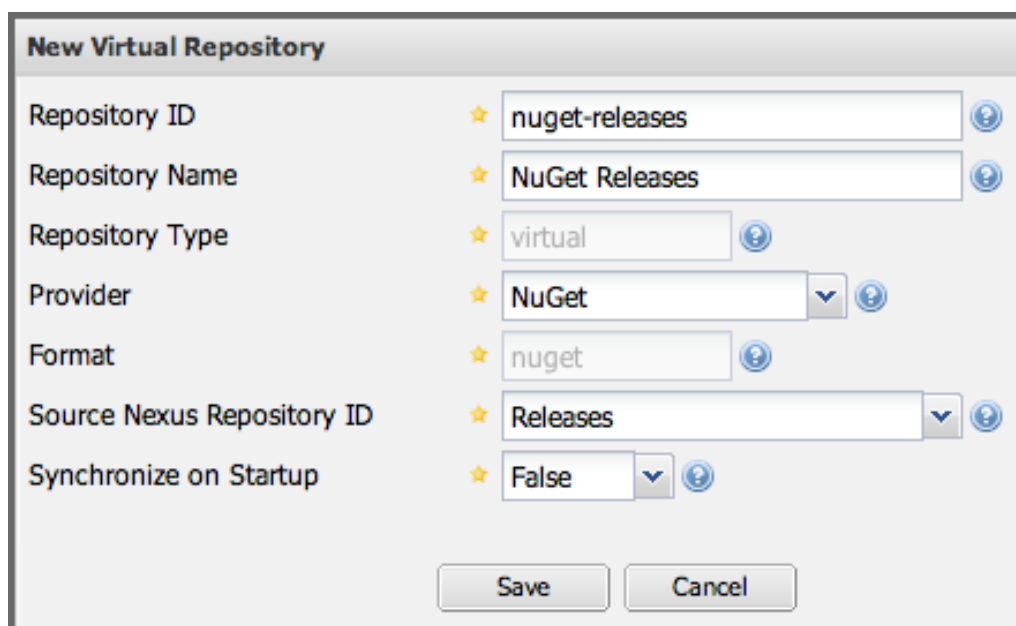 New Virtual Repository
Repository ID nuget-releases
Repository Name NuGet Releases
Repository Type virtual
Provider NuGet
Format nuget
Source Nexus Repository ID Releases
Synchronize on Startup False
Save Cancel